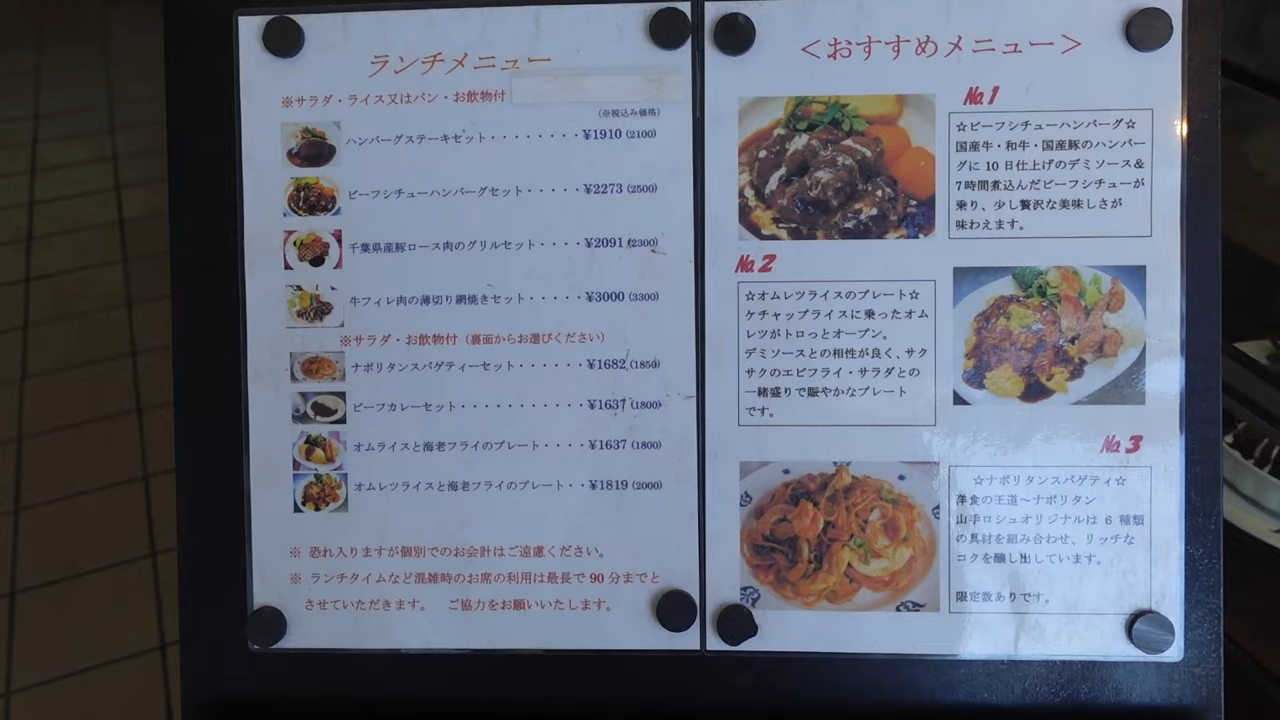 ランチメニュー
※サラダ・ライス又はパン・お飲物付
(※税込み価格)
ハンバーグステーキセット・・・・・・・・¥1910 (2100)
ビーフシチューハンバーグセット・・・・・¥2273 (2500)
千葉県産豚ロース肉のグリルセット・・・・¥2091 (2300)
牛フィレ肉の薄切り網焼きセット・・・・・¥3000 (3300)
※サラダ・お飲物付（裏面からお選びください）
ナポリタンスパゲティーセット・・・・・・¥1682 (1850)
ビーフカレーセット・・・・・・・・・・・¥1637 (1800)
オムライスと海老フライのプレート・・・・¥1637 (1800)
オムレツライスと海老フライのプレート・・¥1819 (2000)
※ 恐れ入りますが個別でのお会計はご遠慮ください。
※ ランチタイムなど混雑時のお席の利用は最長で 90 分までと
させていただきます。 ご協力をお願いいたします。
＜おすすめメニュー＞
No.1
☆ビーフシチューハンバーグ☆
国産牛・和牛・国産豚のハンバー
グに 10 日仕上げのデミソース＆
7時間煮込んだビーフシチューが
乗り、少し贅沢な美味しさが
味わえます。
No.2
☆オムレツライスのプレート☆
ケチャップライスに乗ったオム
レツがトロっとオープン。
デミソースとの相性が良く、サク
サクのエビフライ・サラダとの
一緒盛りで賑やかなプレート
です。
No.3
☆ナポリタンスパゲティ☆
洋食の王道～ナポリタン
山手ロシュオリジナルは 6 種類
の具材を組み合わせ、リッチな
コクを醸し出しています。
限定数ありです。